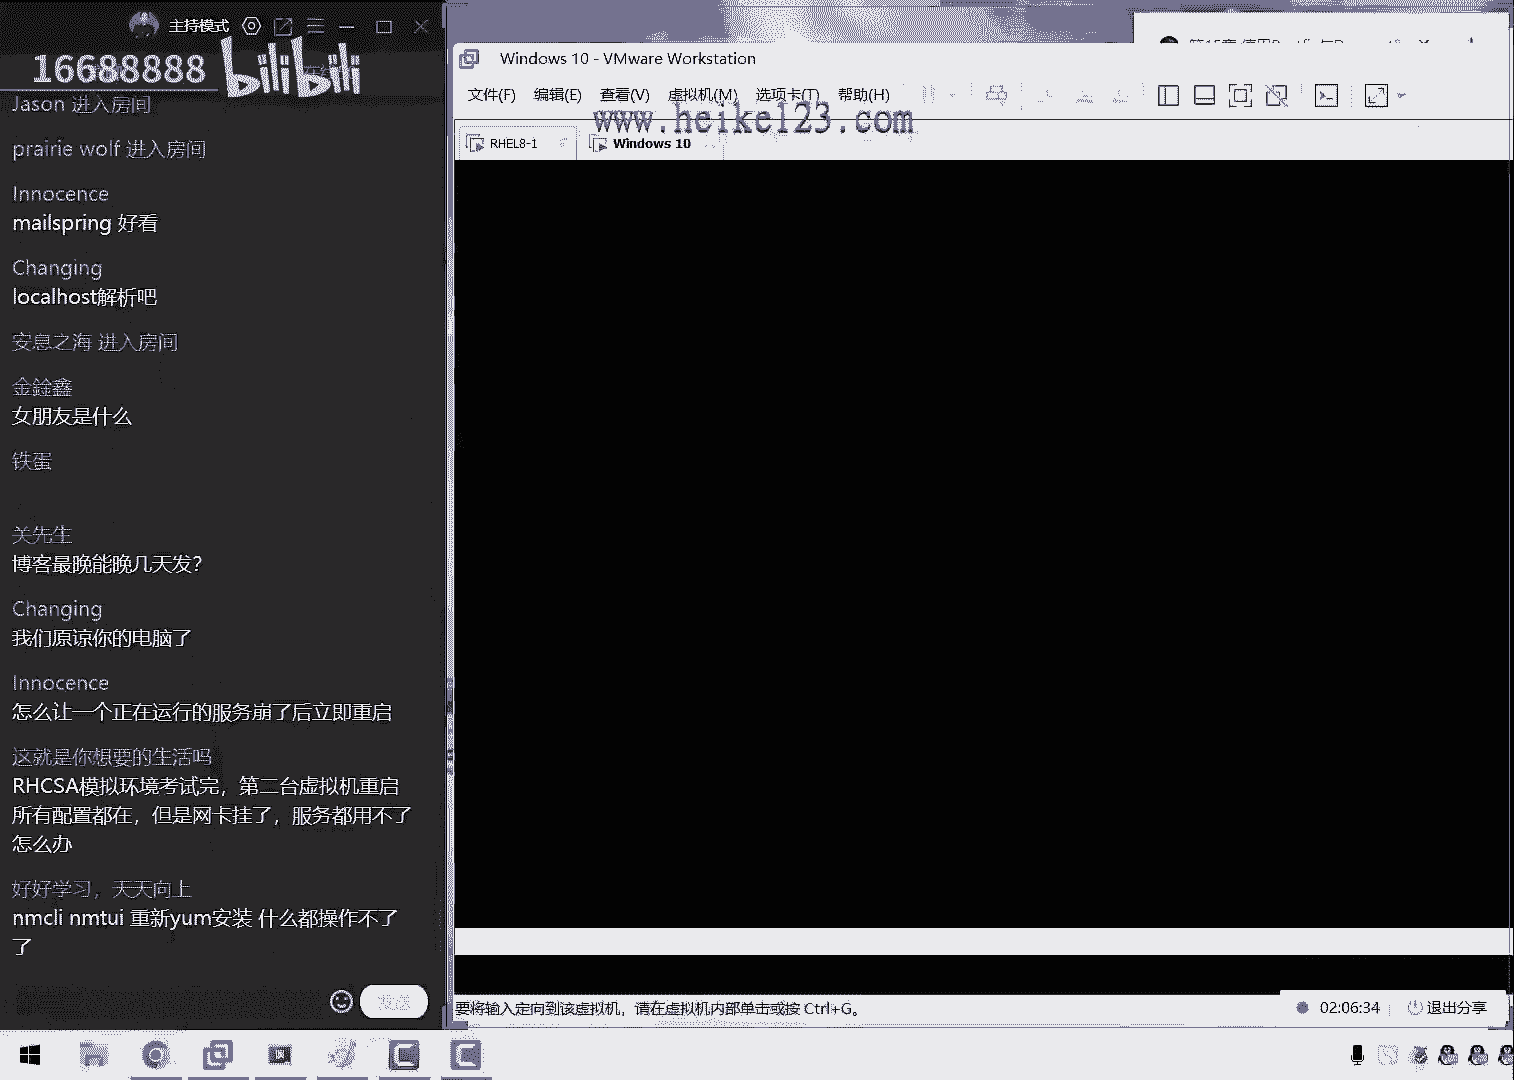 主持模式
16688888 bilibili
Jason 进入房间
prairie wolf 进入房间
Innocence
mailspring 好看
Changing
localhost解析吧
安息之海 进入房间
金錀鑫
女朋友是什么
铁蛋
关先生
博客最晚能晚几天发?
Changing
我们原谅你的电脑了
Innocence
怎么让一个正在运行的服务崩了后立即重启
这就是你想要的生活吗
RHCSA模拟环境考试完，第二台虚拟机重启
所有配置都在，但是网卡挂了，服务都用不了
怎么办
好好学习，天天向上
nmcli nmtui 重新yum安装 什么都操作不了
了
发送
Windows 10 - VMware Workstation
文件(F) 编辑(E) 查看(V) 虚拟机(M) 选项卡(T) 帮助(H)
www.heike123.com
RHEL8-1 Windows 10
要将输入定向到该虚拟机，请在虚拟机内部单击或按 Ctrl+G。
02:06:34 退出分享